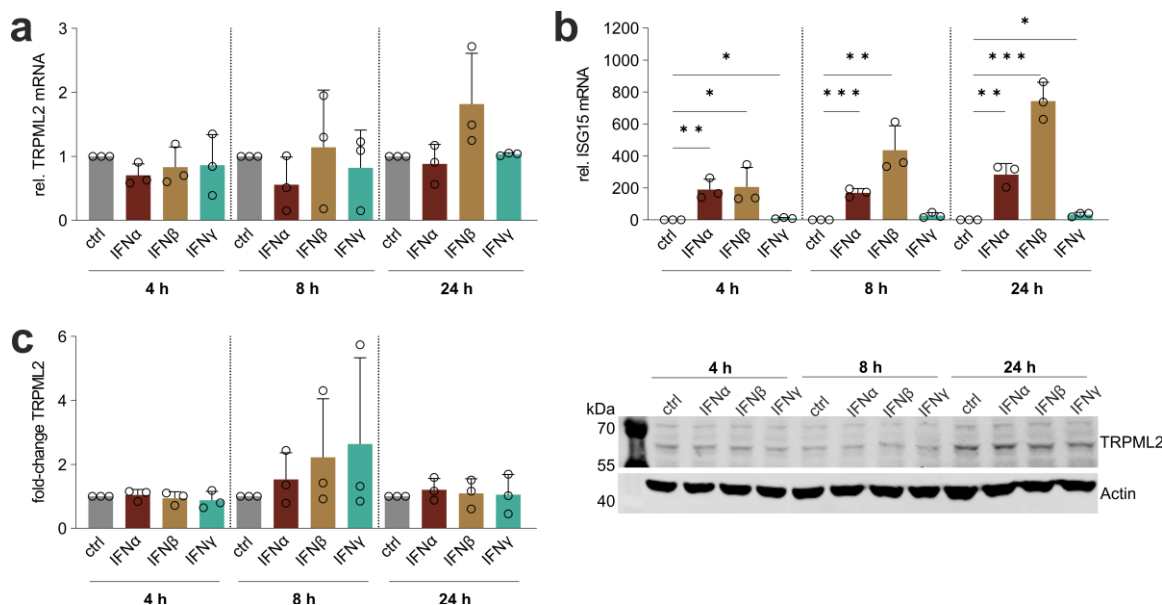 a
rel. TRPML2 mRNA
3
2
1
0
ctrl IFNα IFNβ IFNγ ctrl IFNα IFNβ IFNγ ctrl IFNα IFNβ IFNγ
4 h 8 h 24 h
b
rel. ISG15 mRNA
1200
1000
800
600
400
200
0
* * *
* * * * * *
* * * * * * *
ctrl IFNα IFNβ IFNγ ctrl IFNα IFNβ IFNγ ctrl IFNα IFNβ IFNγ
4 h 8 h 24 h
c
fold-change TRPML2
6
4
2
0
ctrl IFNα IFNβ IFNγ ctrl IFNα IFNβ IFNγ ctrl IFNα IFNβ IFNγ
4 h 8 h 24 h
4 h 8 h 24 h
ctrl IFNα IFNβ IFNγ ctrl IFNα IFNβ IFNγ ctrl IFNα IFNβ IFNγ
kDa
70
TRPML2
55
Actin
40